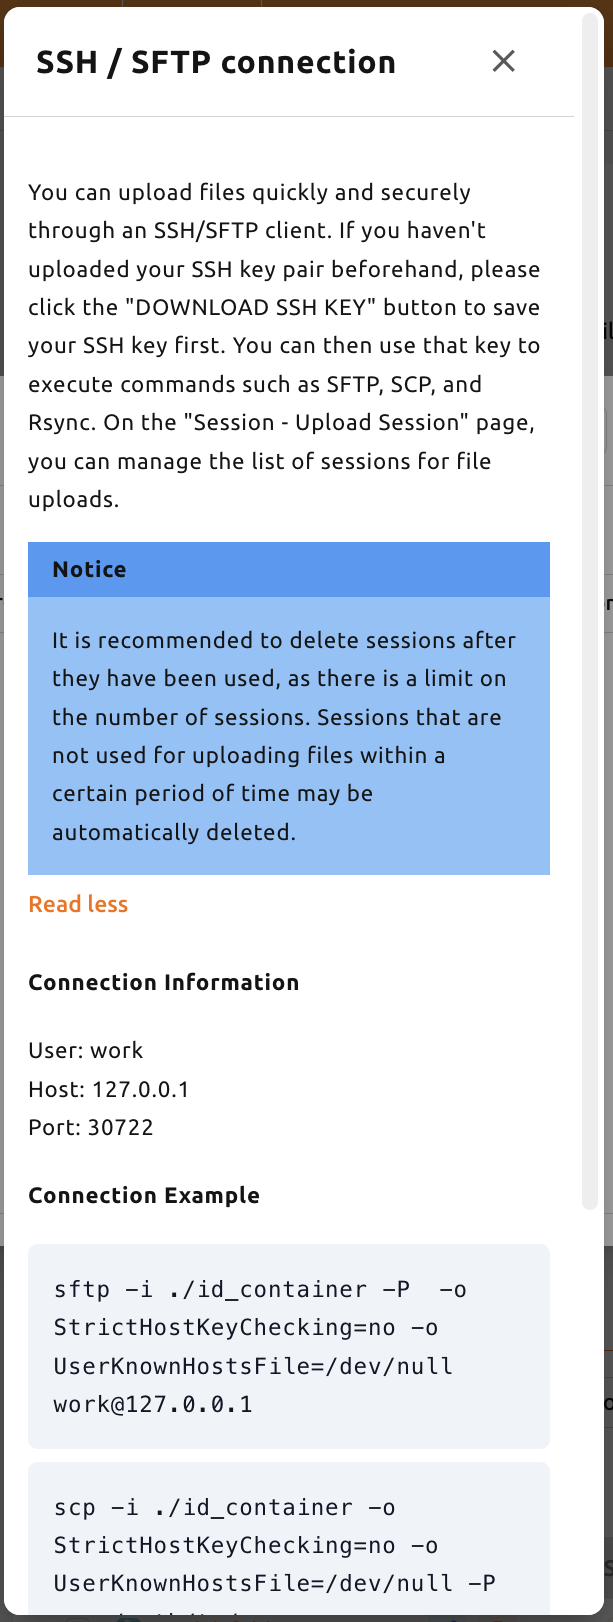 SSH / SFTP connection
You can upload files quickly and securely
through an SSH/SFTP client. If you haven't
uploaded your SSH key pair beforehand, please
click the "DOWNLOAD SSH KEY" button to save
your SSH key first. You can then use that key to
execute commands such as SFTP, SCP, and
Rsync. On the "Session - Upload Session" page,
you can manage the list of sessions for file
uploads.
Notice
It is recommended to delete sessions after
they have been used, as there is a limit on
the number of sessions. Sessions that are
not used for uploading files within a
certain period of time may be
automatically deleted.
Read less
Connection Information
User: work
Host: 127.0.0.1
Port: 30722
Connection Example
sftp -i ./id_container -P  -o
StrictHostKeyChecking=no -o
UserKnownHostsFile=/dev/null
work@127.0.0.1
scp -i ./id_container -o
StrictHostKeyChecking=no -o
UserKnownHostsFile=/dev/null -P